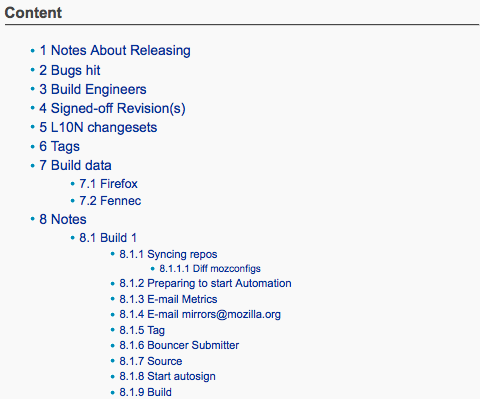 Content
1 Notes About Releasing
2 Bugs hit
3 Build Engineers
4 Signed-off Revision(s)
5 L10N changesets
6 Tags
7 Build data
7.1 Firefox
7.2 Fennec
8 Notes
8.1 Build 1
8.1.1 Syncing repos
8.1.1.1 Diff mozconfigs
8.1.2 Preparing to start Automation
8.1.3 E-mail Metrics
8.1.4 E-mail mirrors@mozilla.org
8.1.5 Tag
8.1.6 Bouncer Submitter
8.1.7 Source
8.1.8 Start autosign
8.1.9 Build